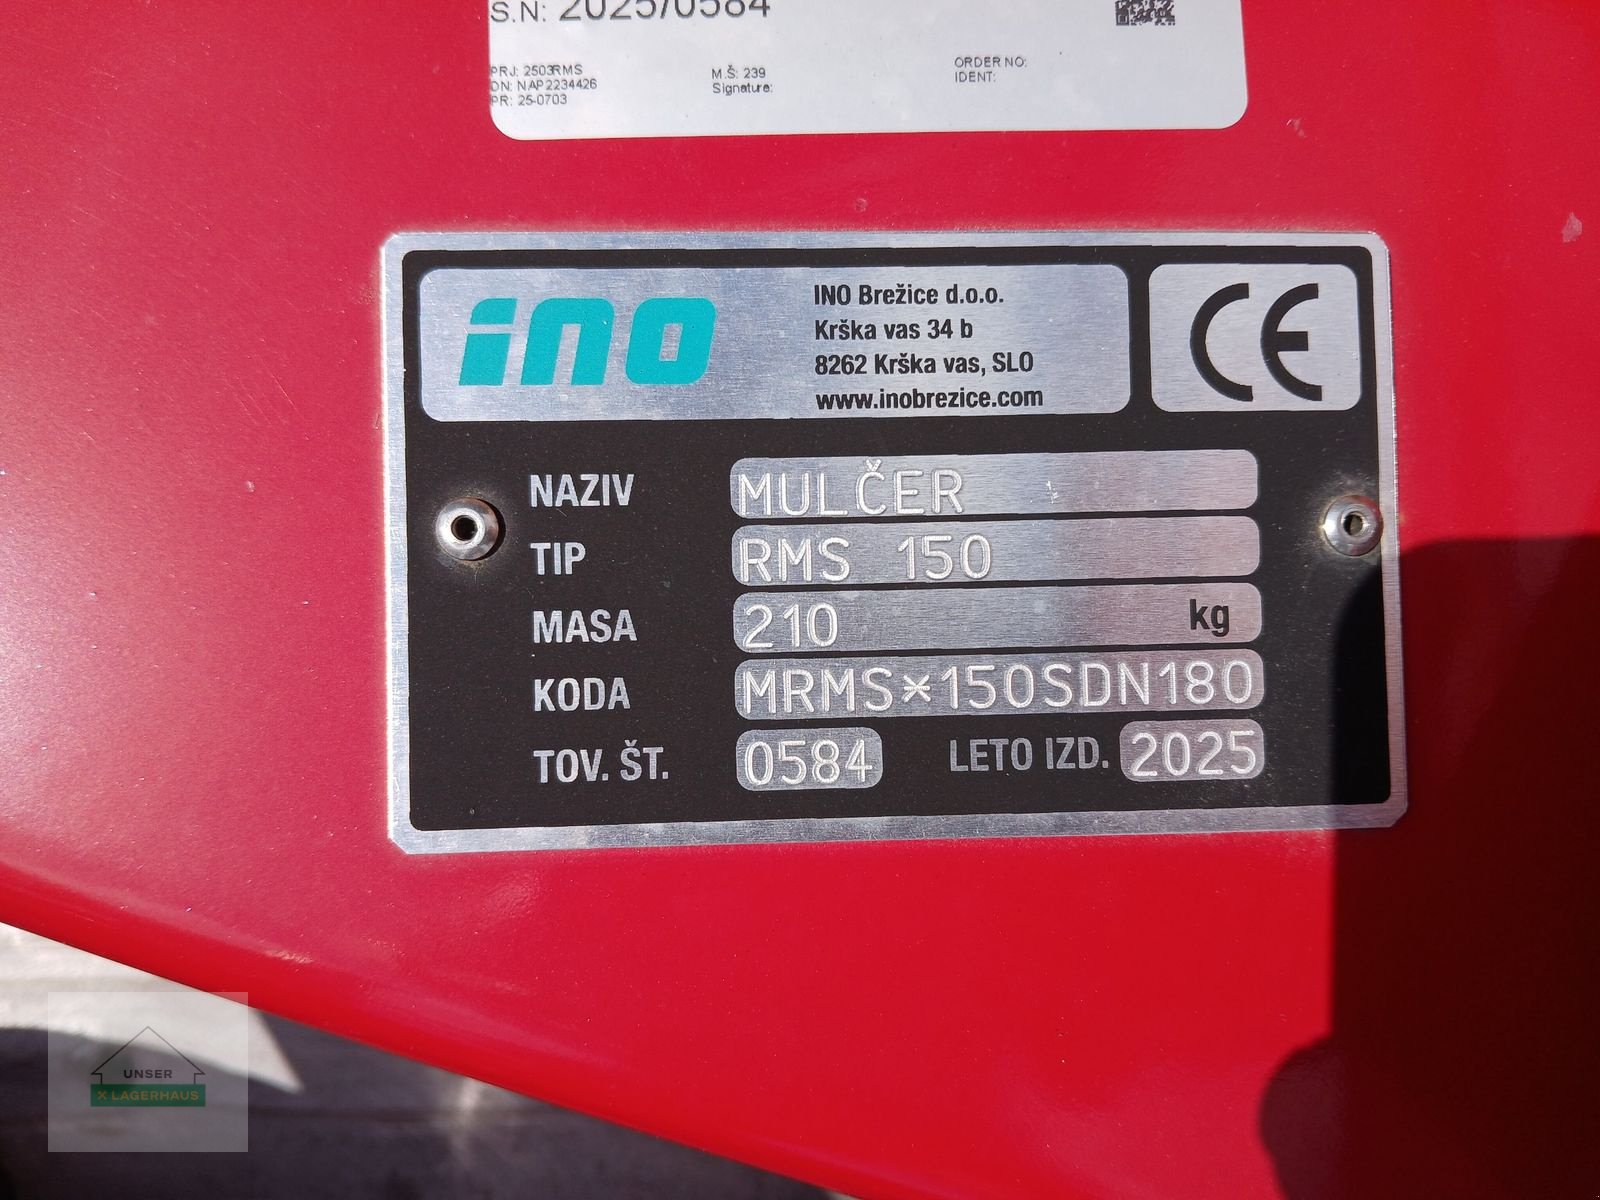 S.N: 2025/0584
PRJ: 2503RMS
DN: NAP2234426
PR: 25-0703
M.Š: 239
Signature:
ORDER NO:
IDENT:
ino
INO Brežice d.o.o.
Krška vas 34 b
8262 Krška vas, SLO
www.inobrezice.com
CE
NAZIV MULČER
TIP RMS 150
MASA 210 kg
KODA MRMS*150SDN180
TOV. ŠT. 0584 LETO IZD. 2025
UNSER
X LAGERHAUS